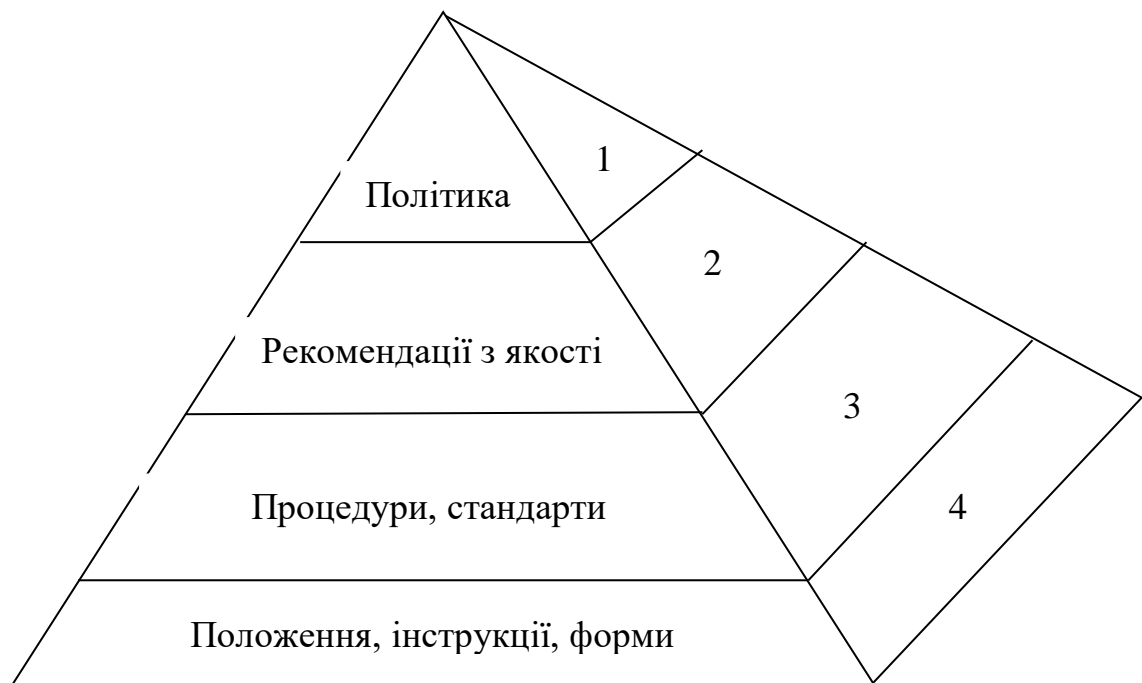 1
Політика
2
Рекомендації з якості
3
Процедури, стандарти
4
Положення, інструкції, форми